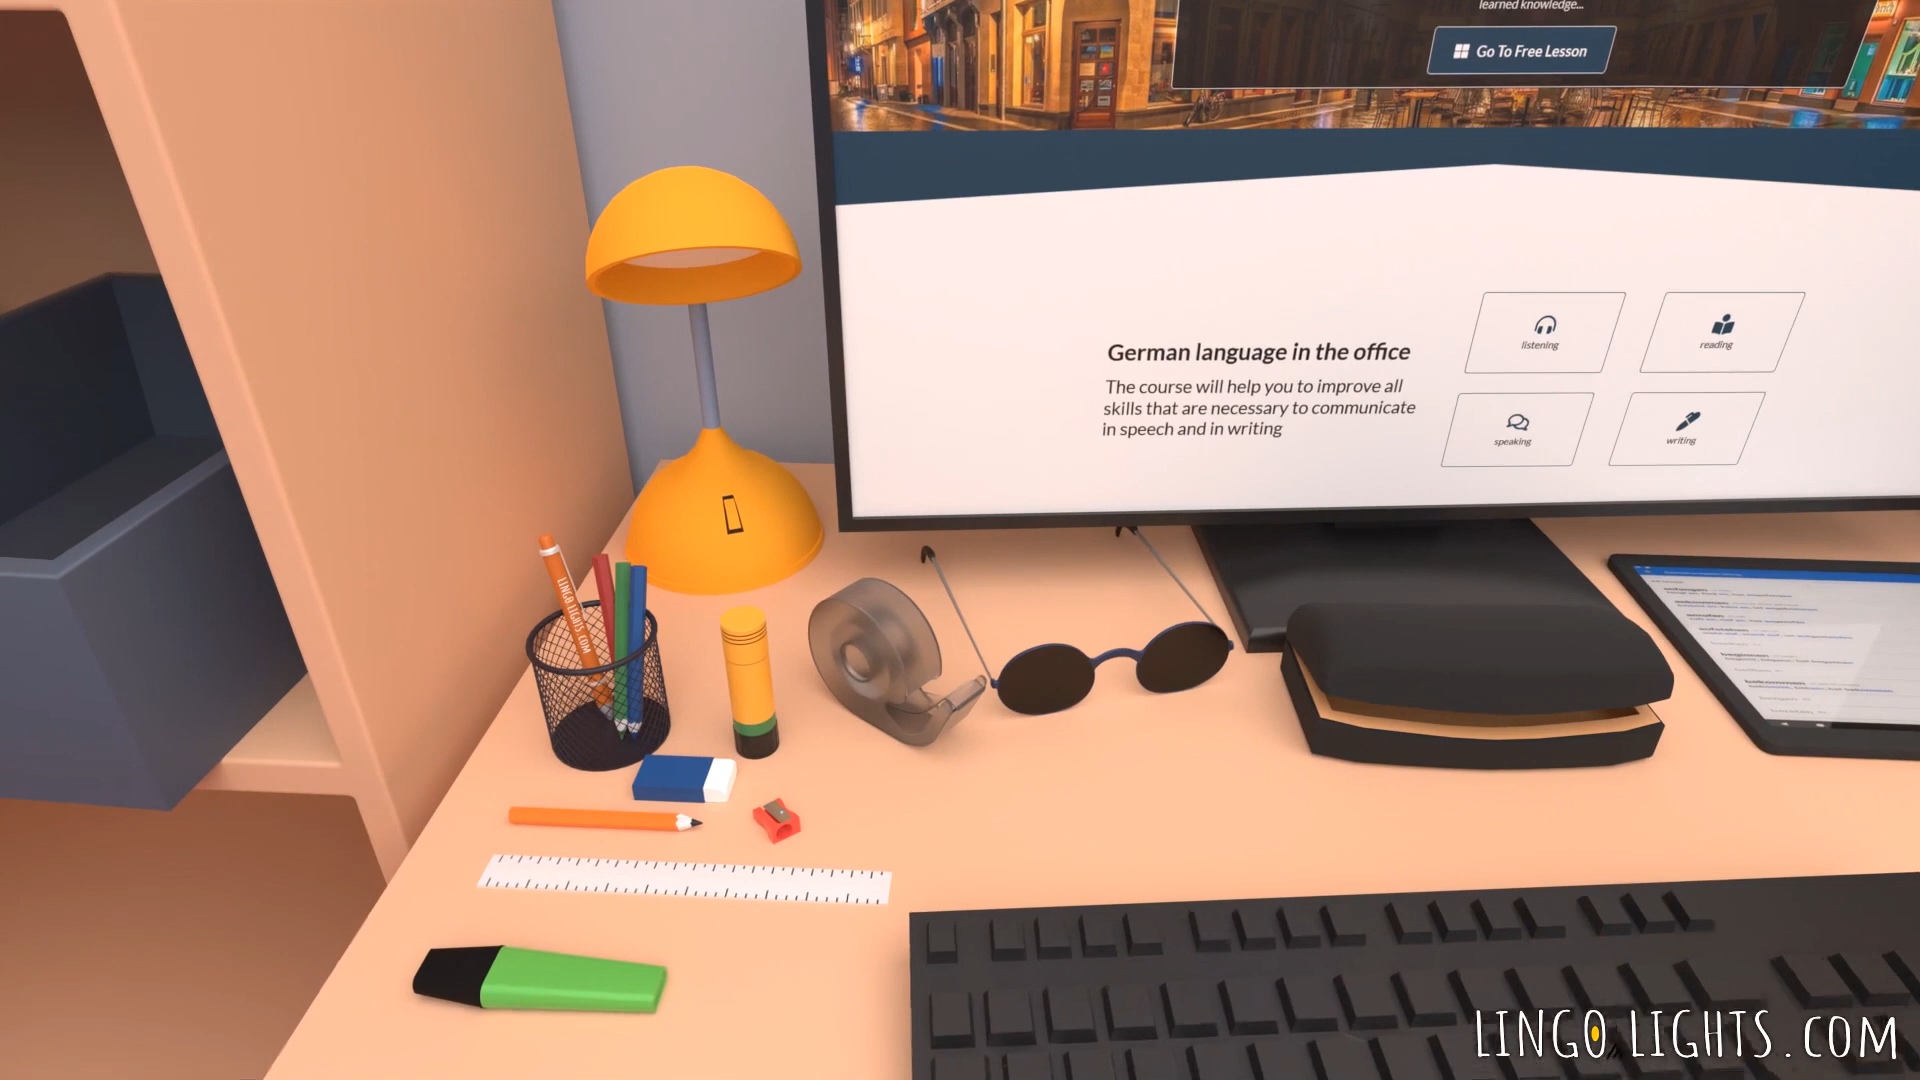 learned knowledge...
Go To Free Lesson
German language in the office
The course will help you to improve all
skills that are necessary to communicate
in speech and in writing
listening
reading
speaking
writing
LINGO LIGHTS.COM
LINGO LIGHTS.COM